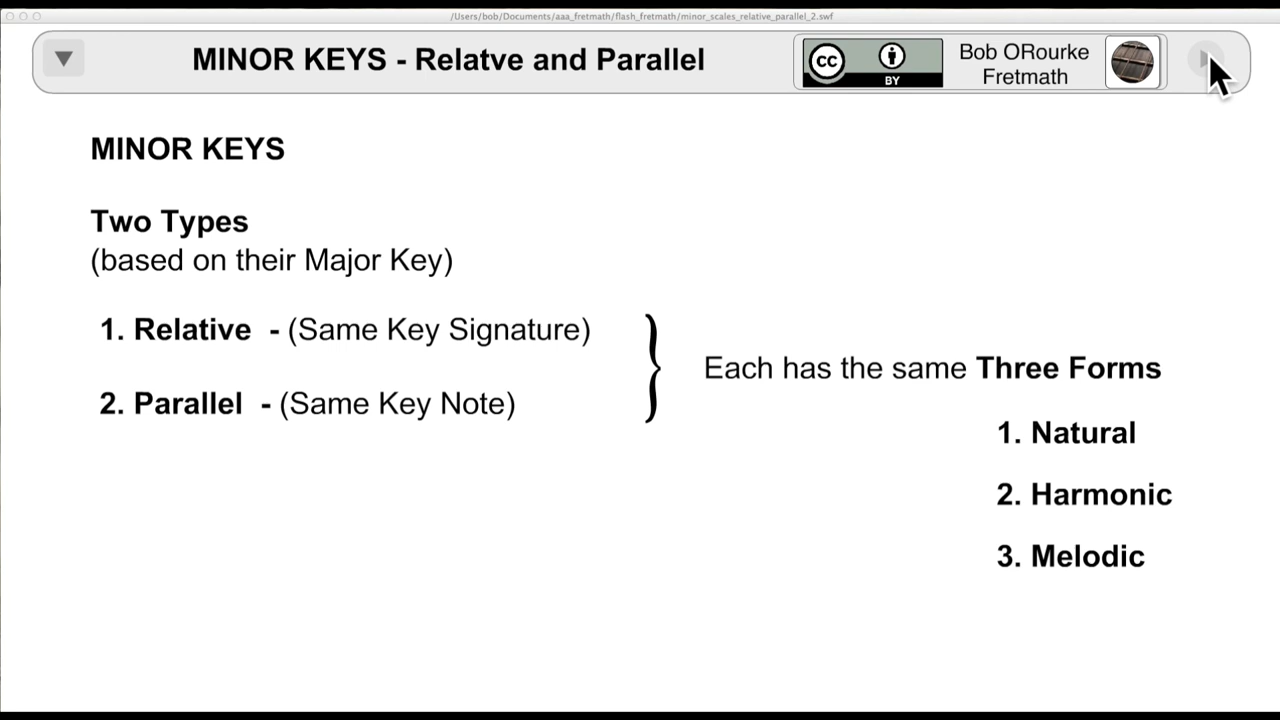 /Users/bob/Documents/aaa_fretmath/flash_fretmath/minor_scales_relative_parallel_2.swf
MINOR KEYS - Relatve and Parallel
cc
BY
Bob ORourke
Fretmath
MINOR KEYS
Two Types
(based on their Major Key)
1. Relative - (Same Key Signature)
2. Parallel - (Same Key Note)
Each has the same Three Forms
1. Natural
2. Harmonic
3. Melodic